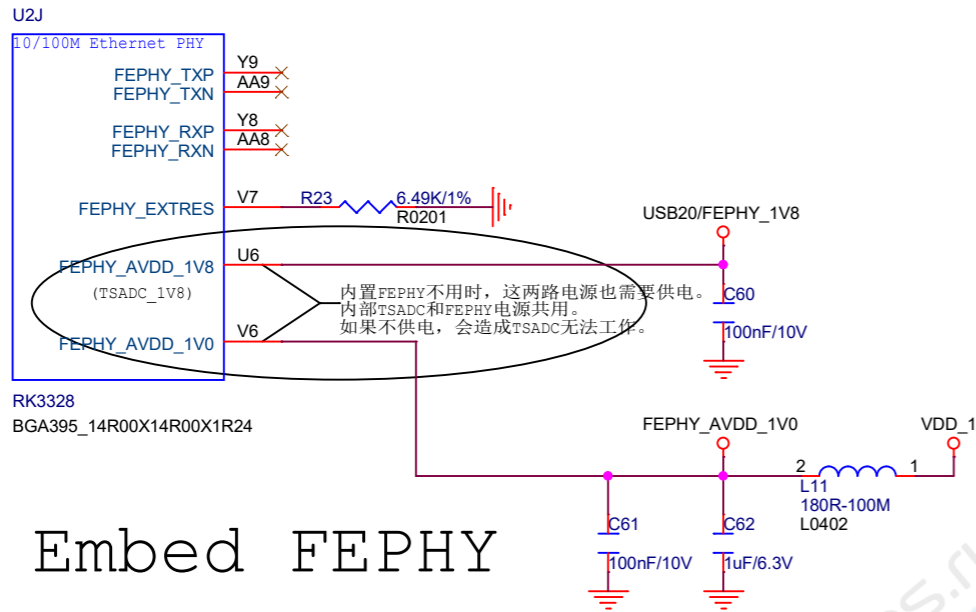 U2J
10/100M Ethernet PHY
FEPHY_TXP
Y9
FEPHY_TXN
AA9
FEPHY_RXP
Y8
FEPHY_RXN
AA8
FEPHY_EXTRES
V7
R23
6.49K/1%
R0201
USB20/FEPHY_1V8
FEPHY_AVDD_1V8
U6
(TSADC_1V8)
内置FEPHY不用时，这两路电源也需要供电。
内部TSADC和FEPHY电源共用。
如果不供电，会造成TSADC无法工作。
C60
100nF/10V
FEPHY_AVDD_1V0
V6
RK3328
BGA395_14R00X14R00X1R24
FEPHY_AVDD_1V0
VDD_1
2
1
L11
180R-100M
L0402
C61
100nF/10V
C62
1uF/6.3V
Embed FEPHY